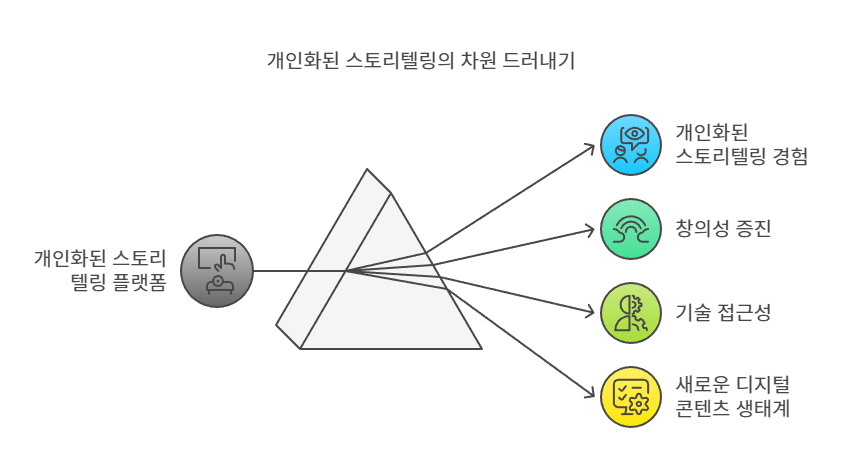 개인화된 스토리텔링의 차원 드러내기
개인화된 스토리
텔링 플랫폼
개인화된
스토리텔링 경험
창의성 증진
기술 접근성
새로운 디지털
콘텐츠 생태계